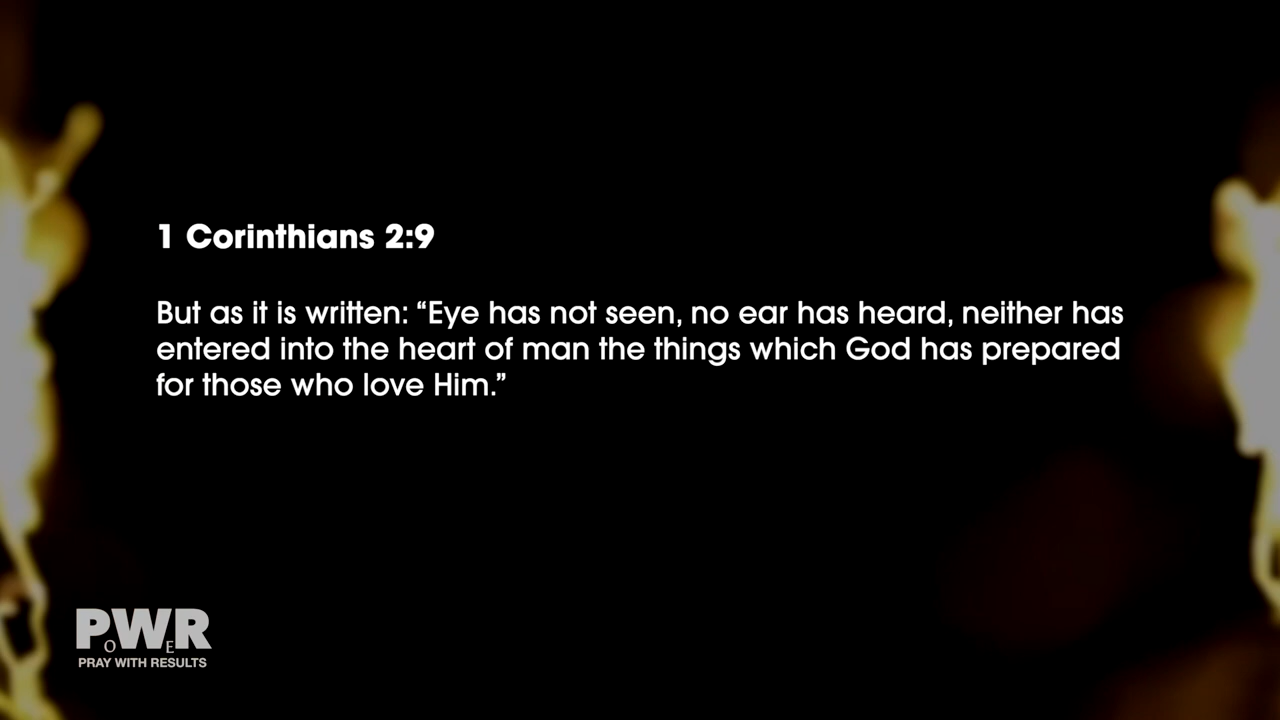 1 Corinthians 2:9
But as it is written: “Eye has not seen, no ear has heard, neither has
entered into the heart of man the things which God has prepared
for those who love Him.”
PoWER
PRAY WITH RESULTS